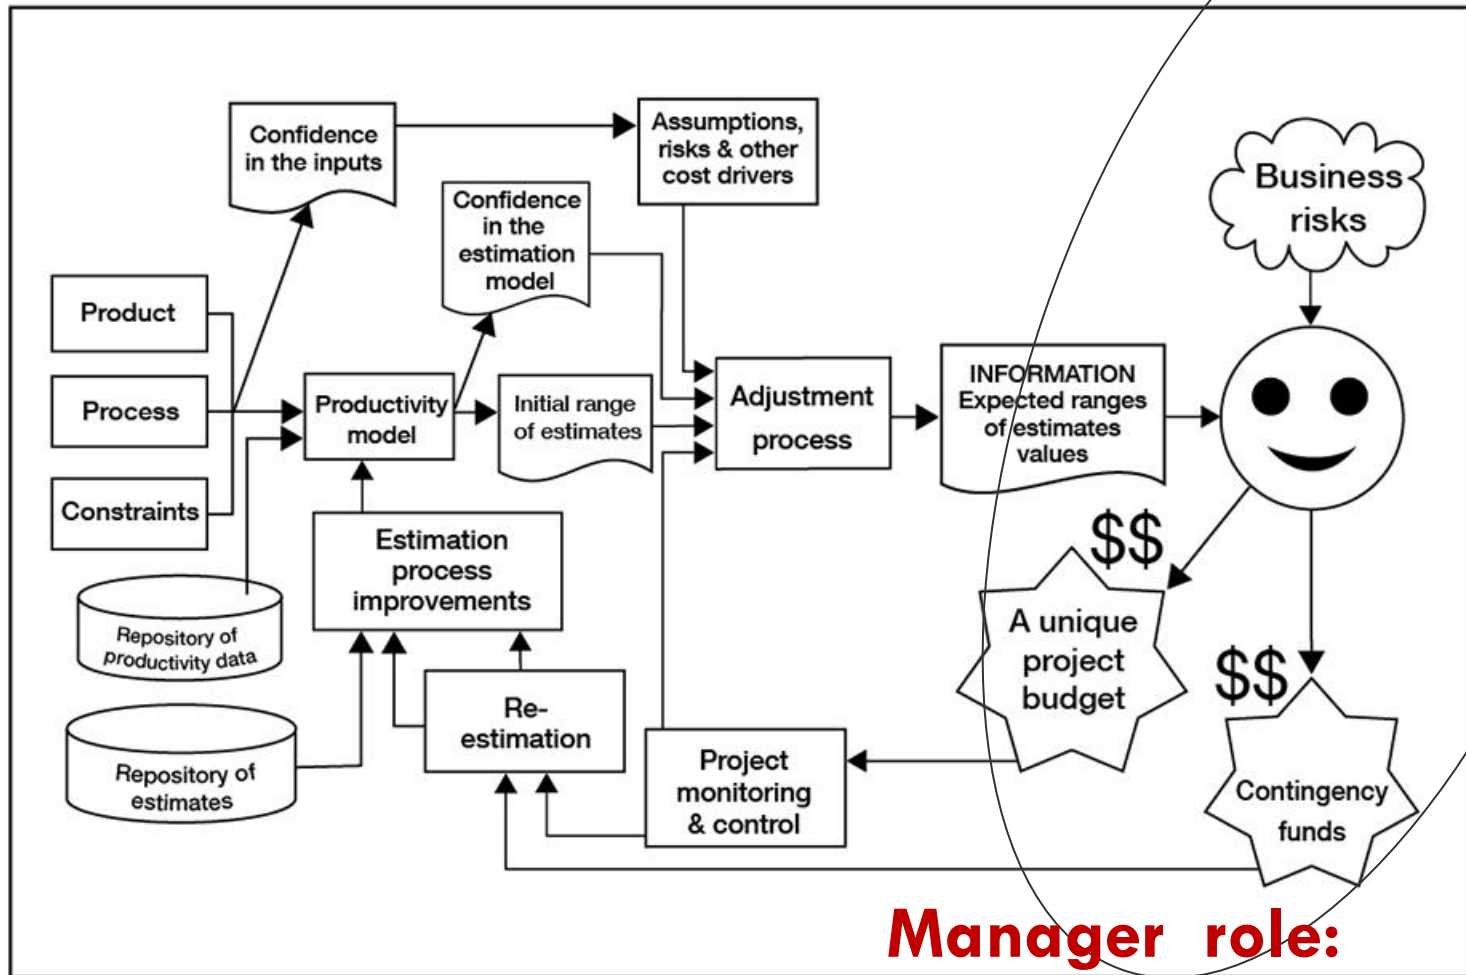 Confidence
in the inputs
Assumptions,
risks & other
cost drivers
Confidence
in the
estimation
model
Business
risks
Product
Process
Constraints
Productivity
model
Initial range
of estimates
Adjustment
process
INFORMATION
Expected ranges
of estimates
values
Estimation
process
improvements
Repository of
productivity data
Repository of
estimates
Re-
estimation
Project
monitoring
& control
$$
A unique
project
budget
$$
Contingency
funds
Manager role: